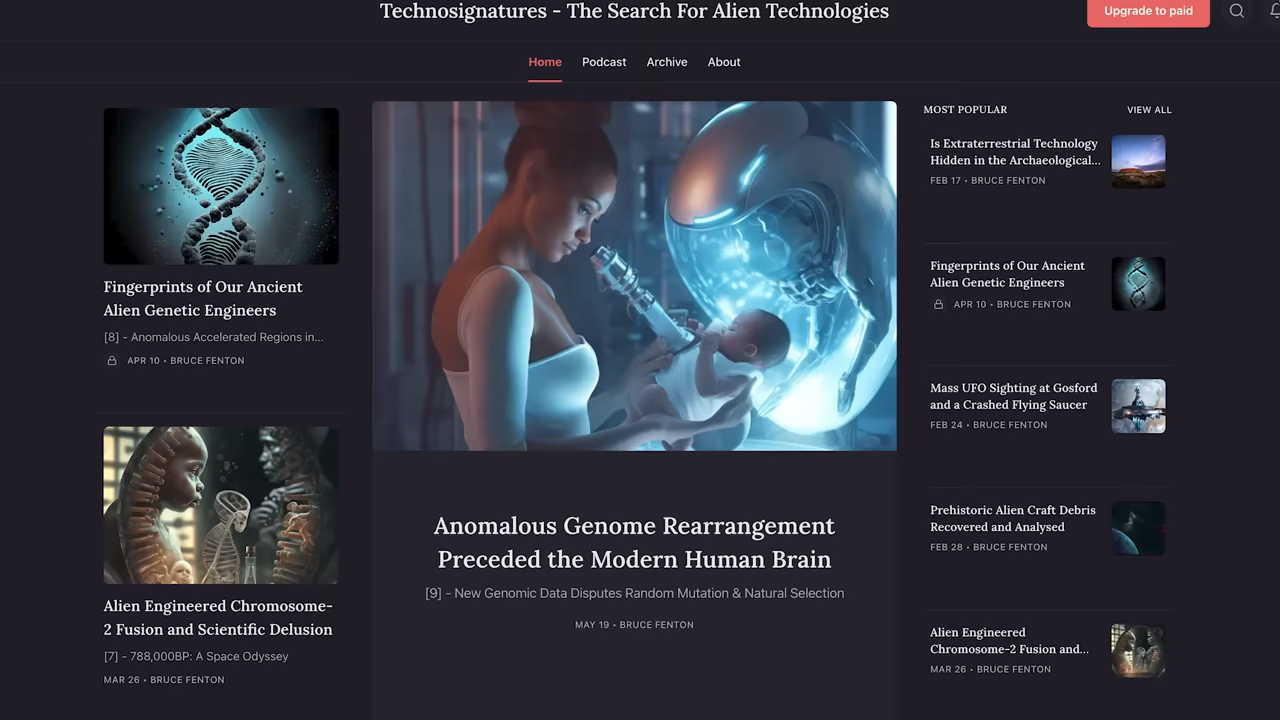 Technosignatures - The Search For Alien Technologies
Upgrade to paid
Home
Podcast
Archive
About
Fingerprints of Our Ancient
Alien Genetic Engineers
[8] - Anomalous Accelerated Regions in...
APR 10 • BRUCE FENTON
Alien Engineered Chromosome-
2 Fusion and Scientific Delusion
[7] - 788,000BP: A Space Odyssey
MAR 26 • BRUCE FENTON
Anomalous Genome Rearrangement
Preceded the Modern Human Brain
[9] - New Genomic Data Disputes Random Mutation & Natural Selection
MAY 19 • BRUCE FENTON
MOST POPULAR
VIEW ALL
Is Extraterrestrial Technology
Hidden in the Archaeological...
FEB 17 • BRUCE FENTON
Fingerprints of Our Ancient
Alien Genetic Engineers
APR 10 • BRUCE FENTON
Mass UFO Sighting at Gosford
and a Crashed Flying Saucer
FEB 24 • BRUCE FENTON
Prehistoric Alien Craft Debris
Recovered and Analysed
FEB 28 • BRUCE FENTON
Alien Engineered
Chromosome-2 Fusion and...
MAR 26 • BRUCE FENTON